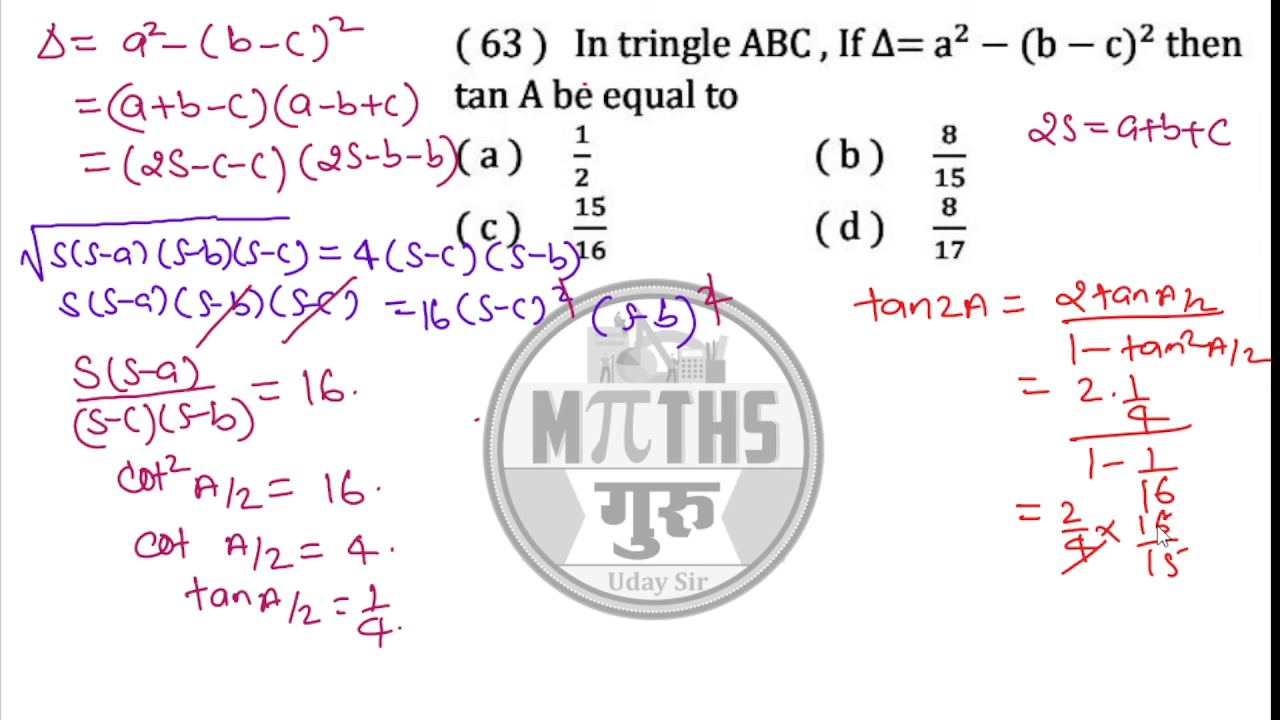 ( 63 ) In tringle ABC , If Δ= a² − (b − c)² then
tan A be equal to
( a ) 1/2 ( b ) 8/15
( c ) 15/16 ( d ) 8/17
Δ= a²-(b-c)²
=(a+b-c)(a-b+c)
=(2S-c-c)(2S-b-b)
√S(S-a)(S-b)(S-c) = 4(S-c)(S-b)
S(S-a)(S-b)(S-c) =16(S-c)² (S-b)²
S(S-a)/(S-c)(S-b) = 16.
cot² A/2 = 16.
cot A/2 = 4.
tan A/2 = 1/4.
2S=a+b+c
tan2A = 2tanA/2 / 1-tan²A/2
= 2·1/4 / 1-1/16
= 2/4 × 16/15
MπTHS
गुरु
Uday Sir